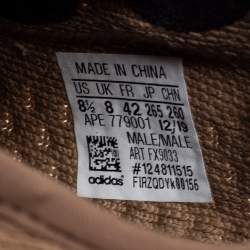 MADE IN CHINA
US UK FR JP CHN
8½ 8 42 265 260
APE 779001 12/19
MALE/MALE
ART FX9033
#124811515
adidas FIRZQDYW00156